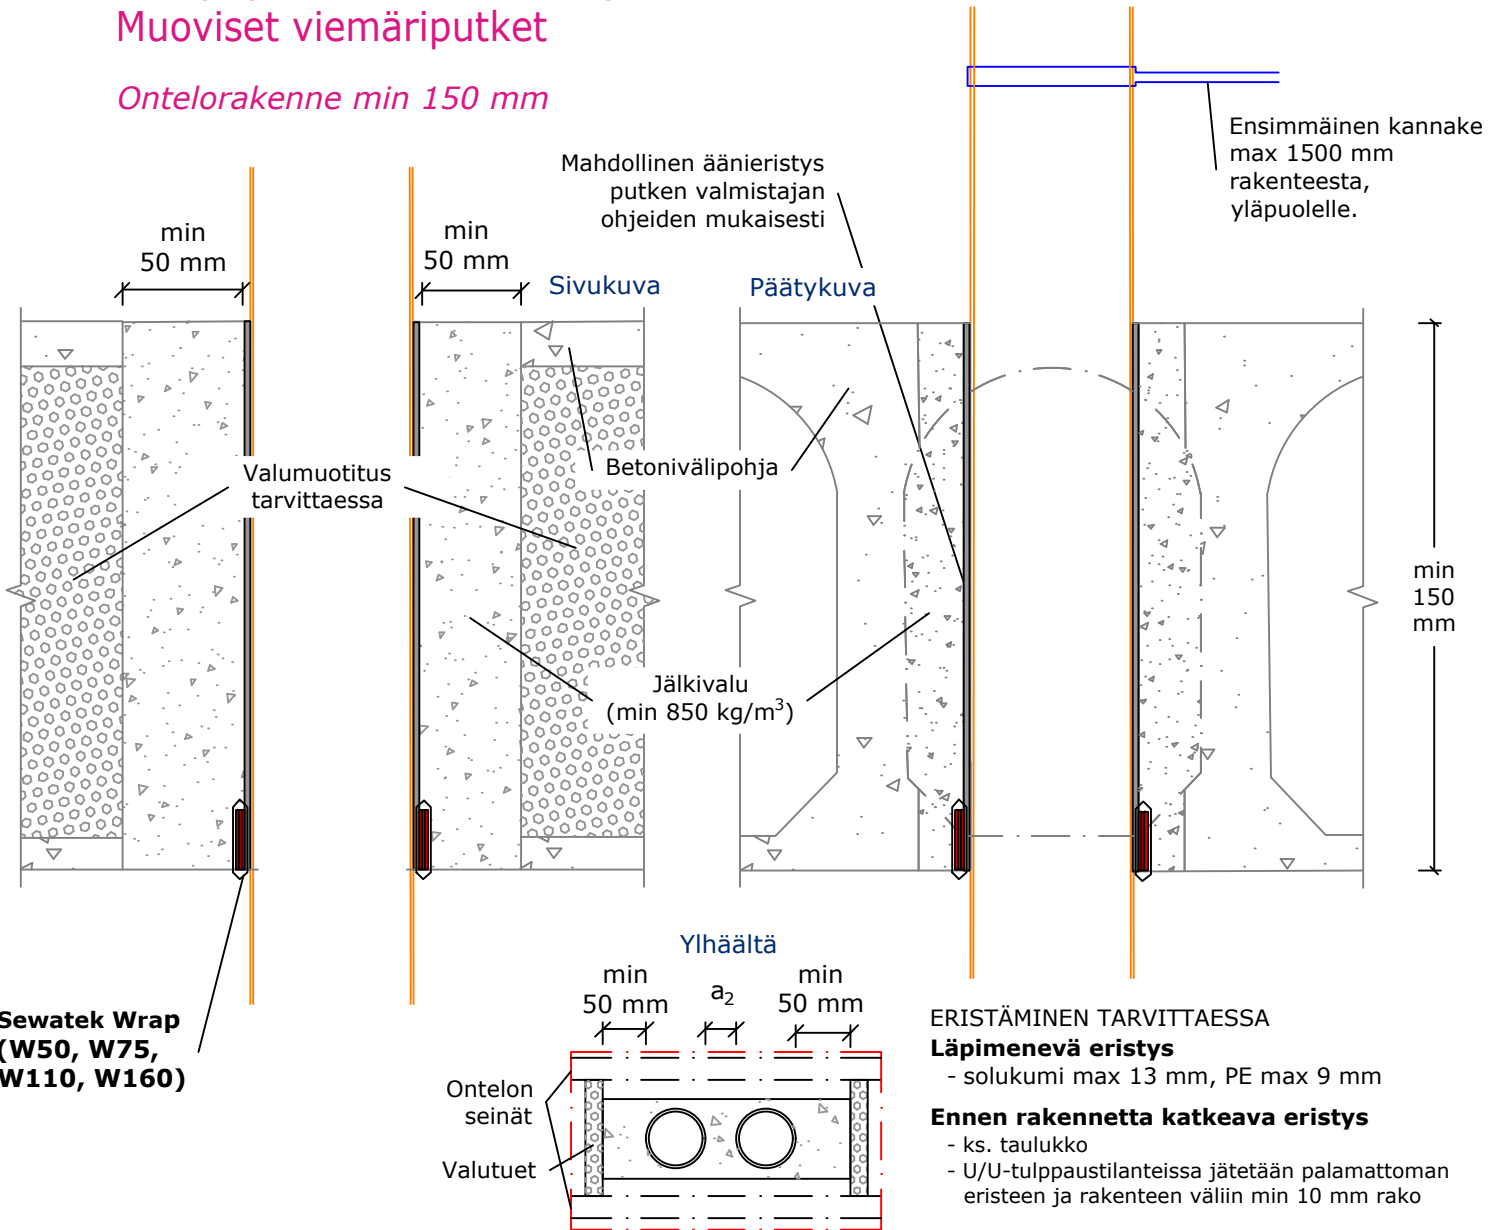 Muoviset viemäriputket
Ontelorakenne min 150 mm
Ensimmäinen kannake
max 1500 mm
rakenteesta,
yläpuolelle.
Mahdollinen äänieristys
putken valmistajan
ohjeiden mukaisesti
min
50 mm
min
50 mm
Sivukuva
Päätykuva
Valumuotitus
tarvittaessa
Betonivälipohja
min
150
mm
Jälkivalu
(min 850 kg/m³)
Sewatek Wrap
(W50, W75,
W110, W160)
Ylhäältä
min
50 mm
a₂
min
50 mm
Ontelon
seinät
Valutuet
ERISTÄMINEN TARVITTAESSA
Läpimenevä eristys
- solukumi max 13 mm, PE max 9 mm
Ennen rakennetta katkeava eristys
- ks. taulukko
- U/U-tulppaustilanteissa jätetään palamattoman
eristeen ja rakenteen väliin min 10 mm rako